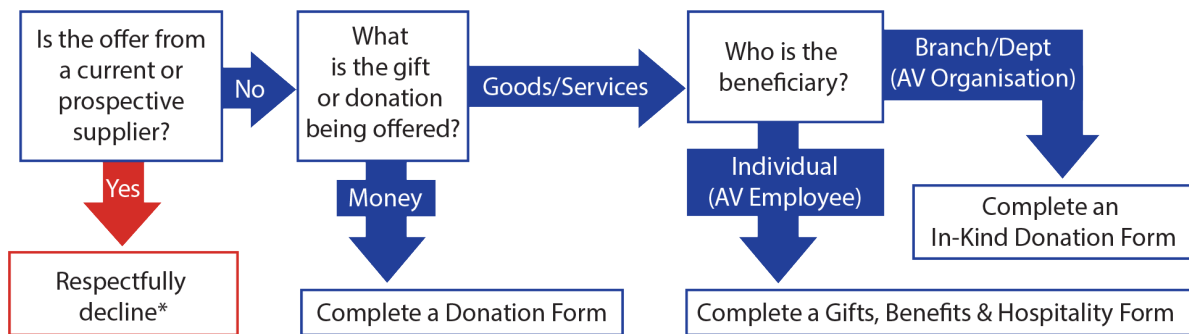 Is the offer from
a current or
prospective
supplier?
No
Yes
Respectfully
decline*
What
is the gift
or donation
being offered?
Money
Complete a Donation Form
Goods/Services
Who is the
beneficiary?
Individual
(AV Employee)
Complete a Gifts, Benefits & Hospitality Form
Branch/Dept
(AV Organisation)
Complete an
In-Kind Donation Form